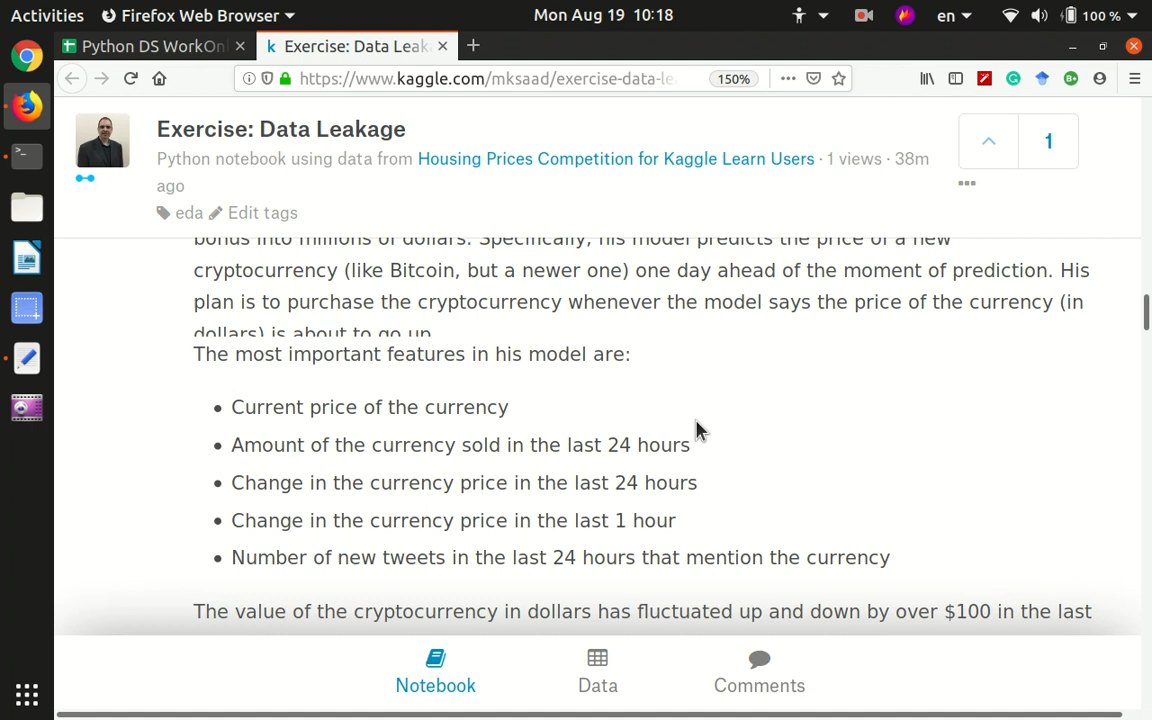 Activities Firefox Web Browser Mon Aug 19 10:18 en 100 %
Python DS WorkOn Exercise: Data Leak
https://www.kaggle.com/mksaad/exercise-data-le 150%
Exercise: Data Leakage
Python notebook using data from Housing Prices Competition for Kaggle Learn Users · 1 views · 38m
ago
1
eda Edit tags
bonus into millions of dollars. Specifically, his model predicts the price of a new
cryptocurrency (like Bitcoin, but a newer one) one day ahead of the moment of prediction. His
plan is to purchase the cryptocurrency whenever the model says the price of the currency (in
dollars) is about to go up.
The most important features in his model are:
• Current price of the currency
• Amount of the currency sold in the last 24 hours
• Change in the currency price in the last 24 hours
• Change in the currency price in the last 1 hour
• Number of new tweets in the last 24 hours that mention the currency
The value of the cryptocurrency in dollars has fluctuated up and down by over $100 in the last
Notebook Data Comments